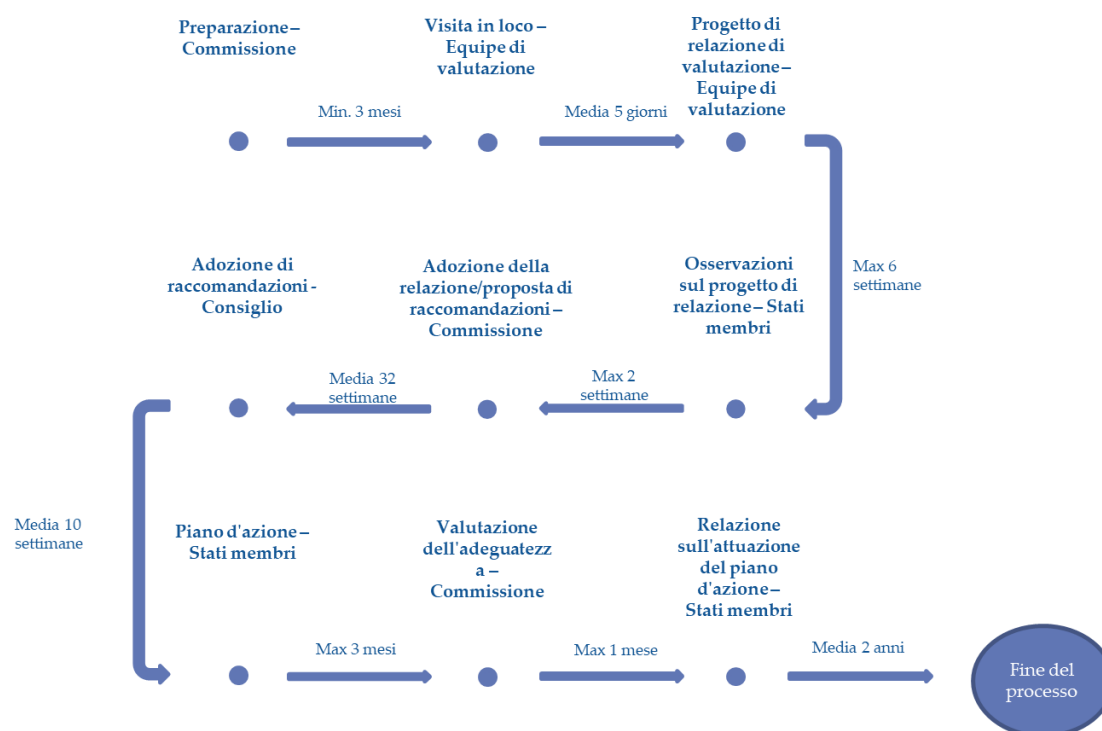 Preparazione –
Commissione
Min. 3 mesi
Visita in loco –
Equipe di
valutazione
Media 5 giorni
Progetto di
relazione di
valutazione –
Equipe di
valutazione
Max 6
settimane
Osservazioni
sul progetto di
relazione – Stati
membri
Max 2
settimane
Adozione della
relazione/proposta di
raccomandazioni –
Commissione
Media 32
settimane
Adozione di
raccomandazioni -
Consiglio
Media 10
settimane
Piano d'azione –
Stati membri
Max 3 mesi
Valutazione
dell'adeguatezz
a –
Commissione
Max 1 mese
Relazione
sull'attuazione
del piano
d'azione –
Stati membri
Media 2 anni
Fine del
processo